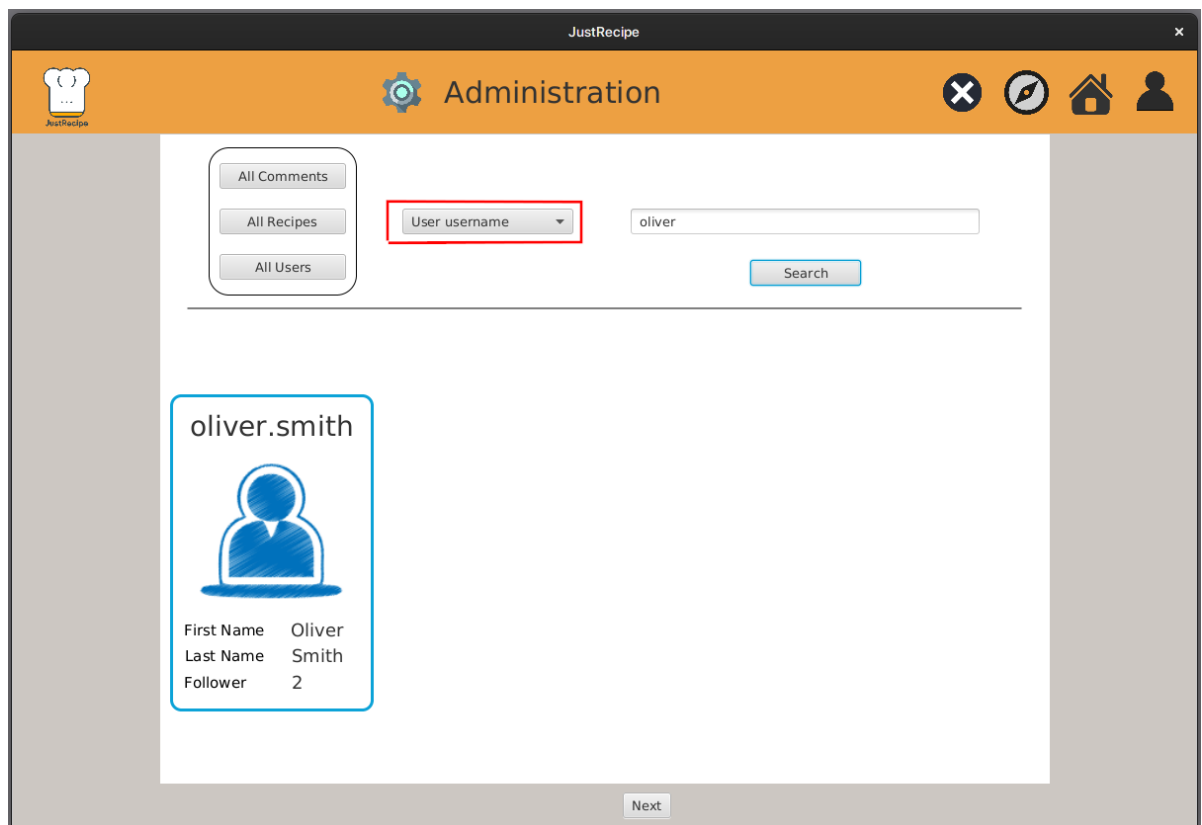 JustRecipe
{ }
...
JustRecipe
Administration
All Comments
All Recipes
All Users
User username
oliver
Search
oliver.smith
First Name Oliver
Last Name Smith
Follower 2
Next